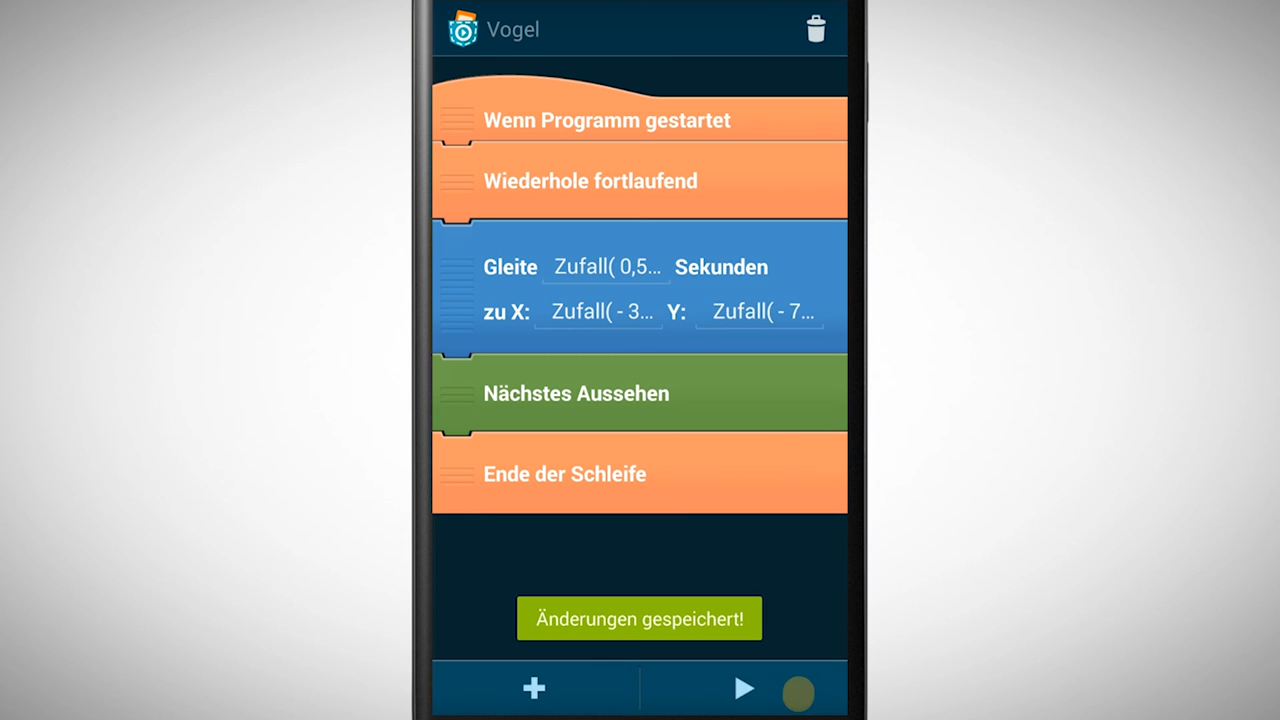 Vogel
Wenn Programm gestartet
Wiederhole fortlaufend
Gleite Zufall( 0,5... Sekunden
zu X: Zufall( - 3... Y: Zufall( - 7...
Nächstes Aussehen
Ende der Schleife
Änderungen gespeichert!